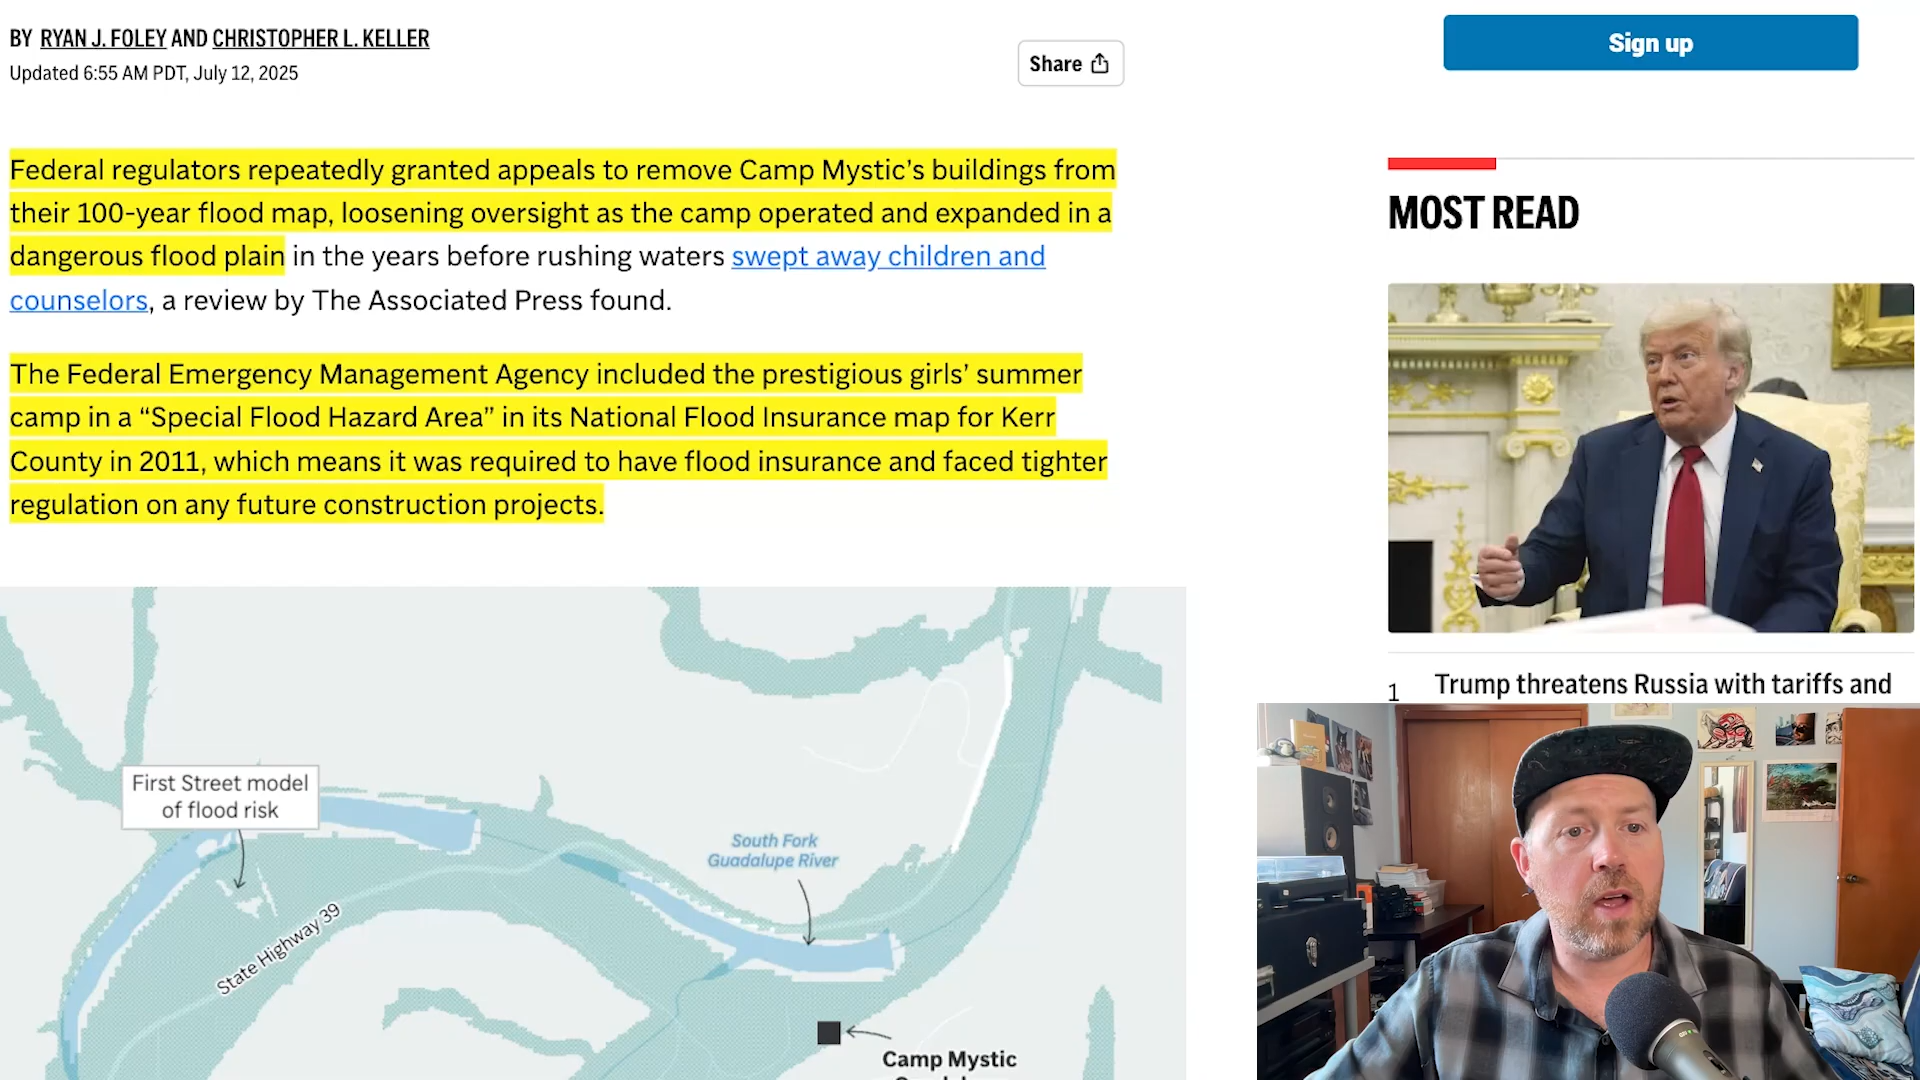 BY RYAN J. FOLEY AND CHRISTOPHER L. KELLER
Updated 6:55 AM PDT, July 12, 2025
Share
Sign up
Federal regulators repeatedly granted appeals to remove Camp Mystic’s buildings from
their 100-year flood map, loosening oversight as the camp operated and expanded in a
dangerous flood plain in the years before rushing waters swept away children and
counselors, a review by The Associated Press found.
The Federal Emergency Management Agency included the prestigious girls’ summer
camp in a “Special Flood Hazard Area” in its National Flood Insurance map for Kerr
County in 2011, which means it was required to have flood insurance and faced tighter
regulation on any future construction projects.
MOST READ
1 Trump threatens Russia with tariffs and
First Street model
of flood risk
South Fork
Guadalupe River
State Highway 39
Camp Mystic